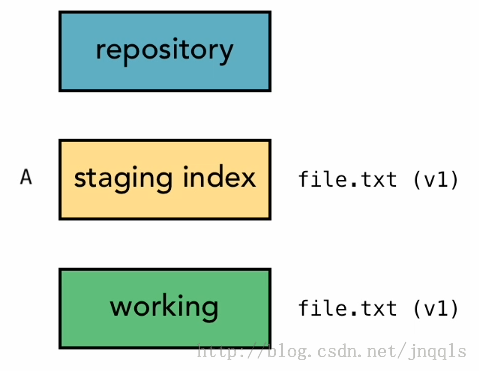 repository
A staging index file.txt (v1)
working file.txt (v1)
http://blog.csdn.net/jnqqls